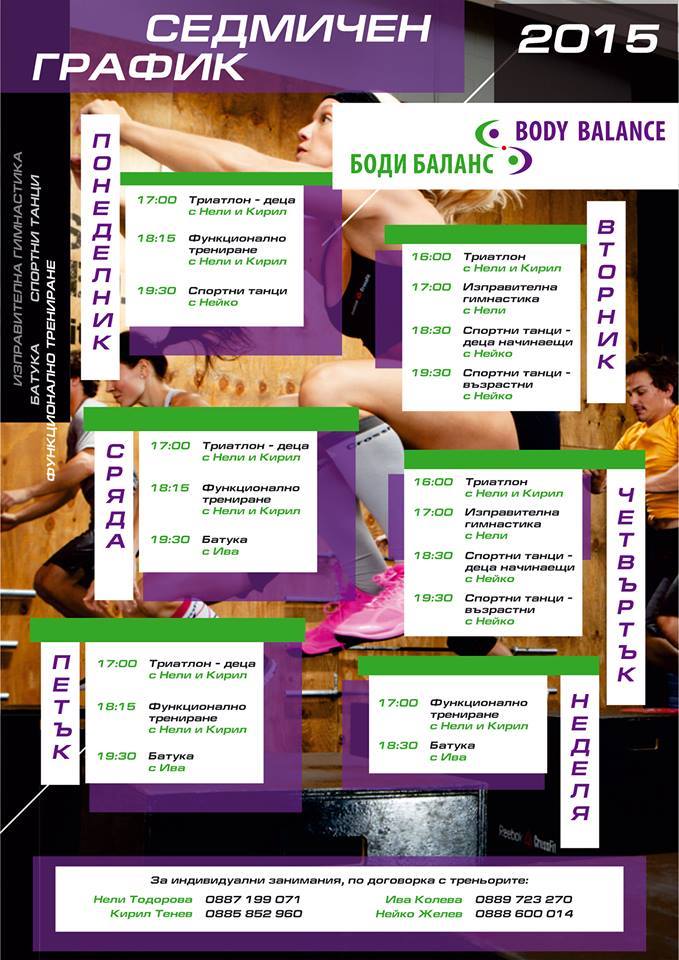 СЕДМИЧЕН
ГРАФИК
2015
BODY BALANCE
БОДИ БАЛАНС
ИЗПРАВИТЕЛНА ГИМНАСТИКА
БАТУКА СПОРТНИ ТАНЦИ
ФУНКЦИОНАЛНО ТРЕНИРАНЕ
ПОНЕДЕЛНИК
17:00 Триатлон - деца
с Нели и Кирил
18:15 Функционално
трениране
с Нели и Кирил
19:30 Спортни танци
с Нейко
ВТОРНИК
16:00 Триатлон
с Нели и Кирил
17:00 Изправителна
гимнастика
с Нели
18:30 Спортни танци -
деца начинаещи
с Нейко
19:30 Спортни танци -
възрастни
с Нейко
СРЯДА
17:00 Триатлон - деца
с Нели и Кирил
18:15 Функционално
трениране
с Нели и Кирил
19:30 Батука
с Ива
ЧЕТВЪРТЪК
16:00 Триатлон
с Нели и Кирил
17:00 Изправителна
гимнастика
с Нели
18:30 Спортни танци -
деца начинаещи
с Нейко
19:30 Спортни танци -
възрастни
с Нейко
ПЕТЪК
17:00 Триатлон - деца
с Нели и Кирил
18:15 Функционално
трениране
с Нели и Кирил
19:30 Батука
с Ива
НЕДЕЛЯ
17:00 Функционално
трениране
с Нели и Кирил
18:30 Батука
с Ива
Reebok CrossFit
За индивидуални занимания, по договорка с треньорите:
Нели Тодорова 0887 199 071 Ива Колева 0889 723 270
Кирил Тенев 0885 852 960 Нейко Желев 0888 600 014